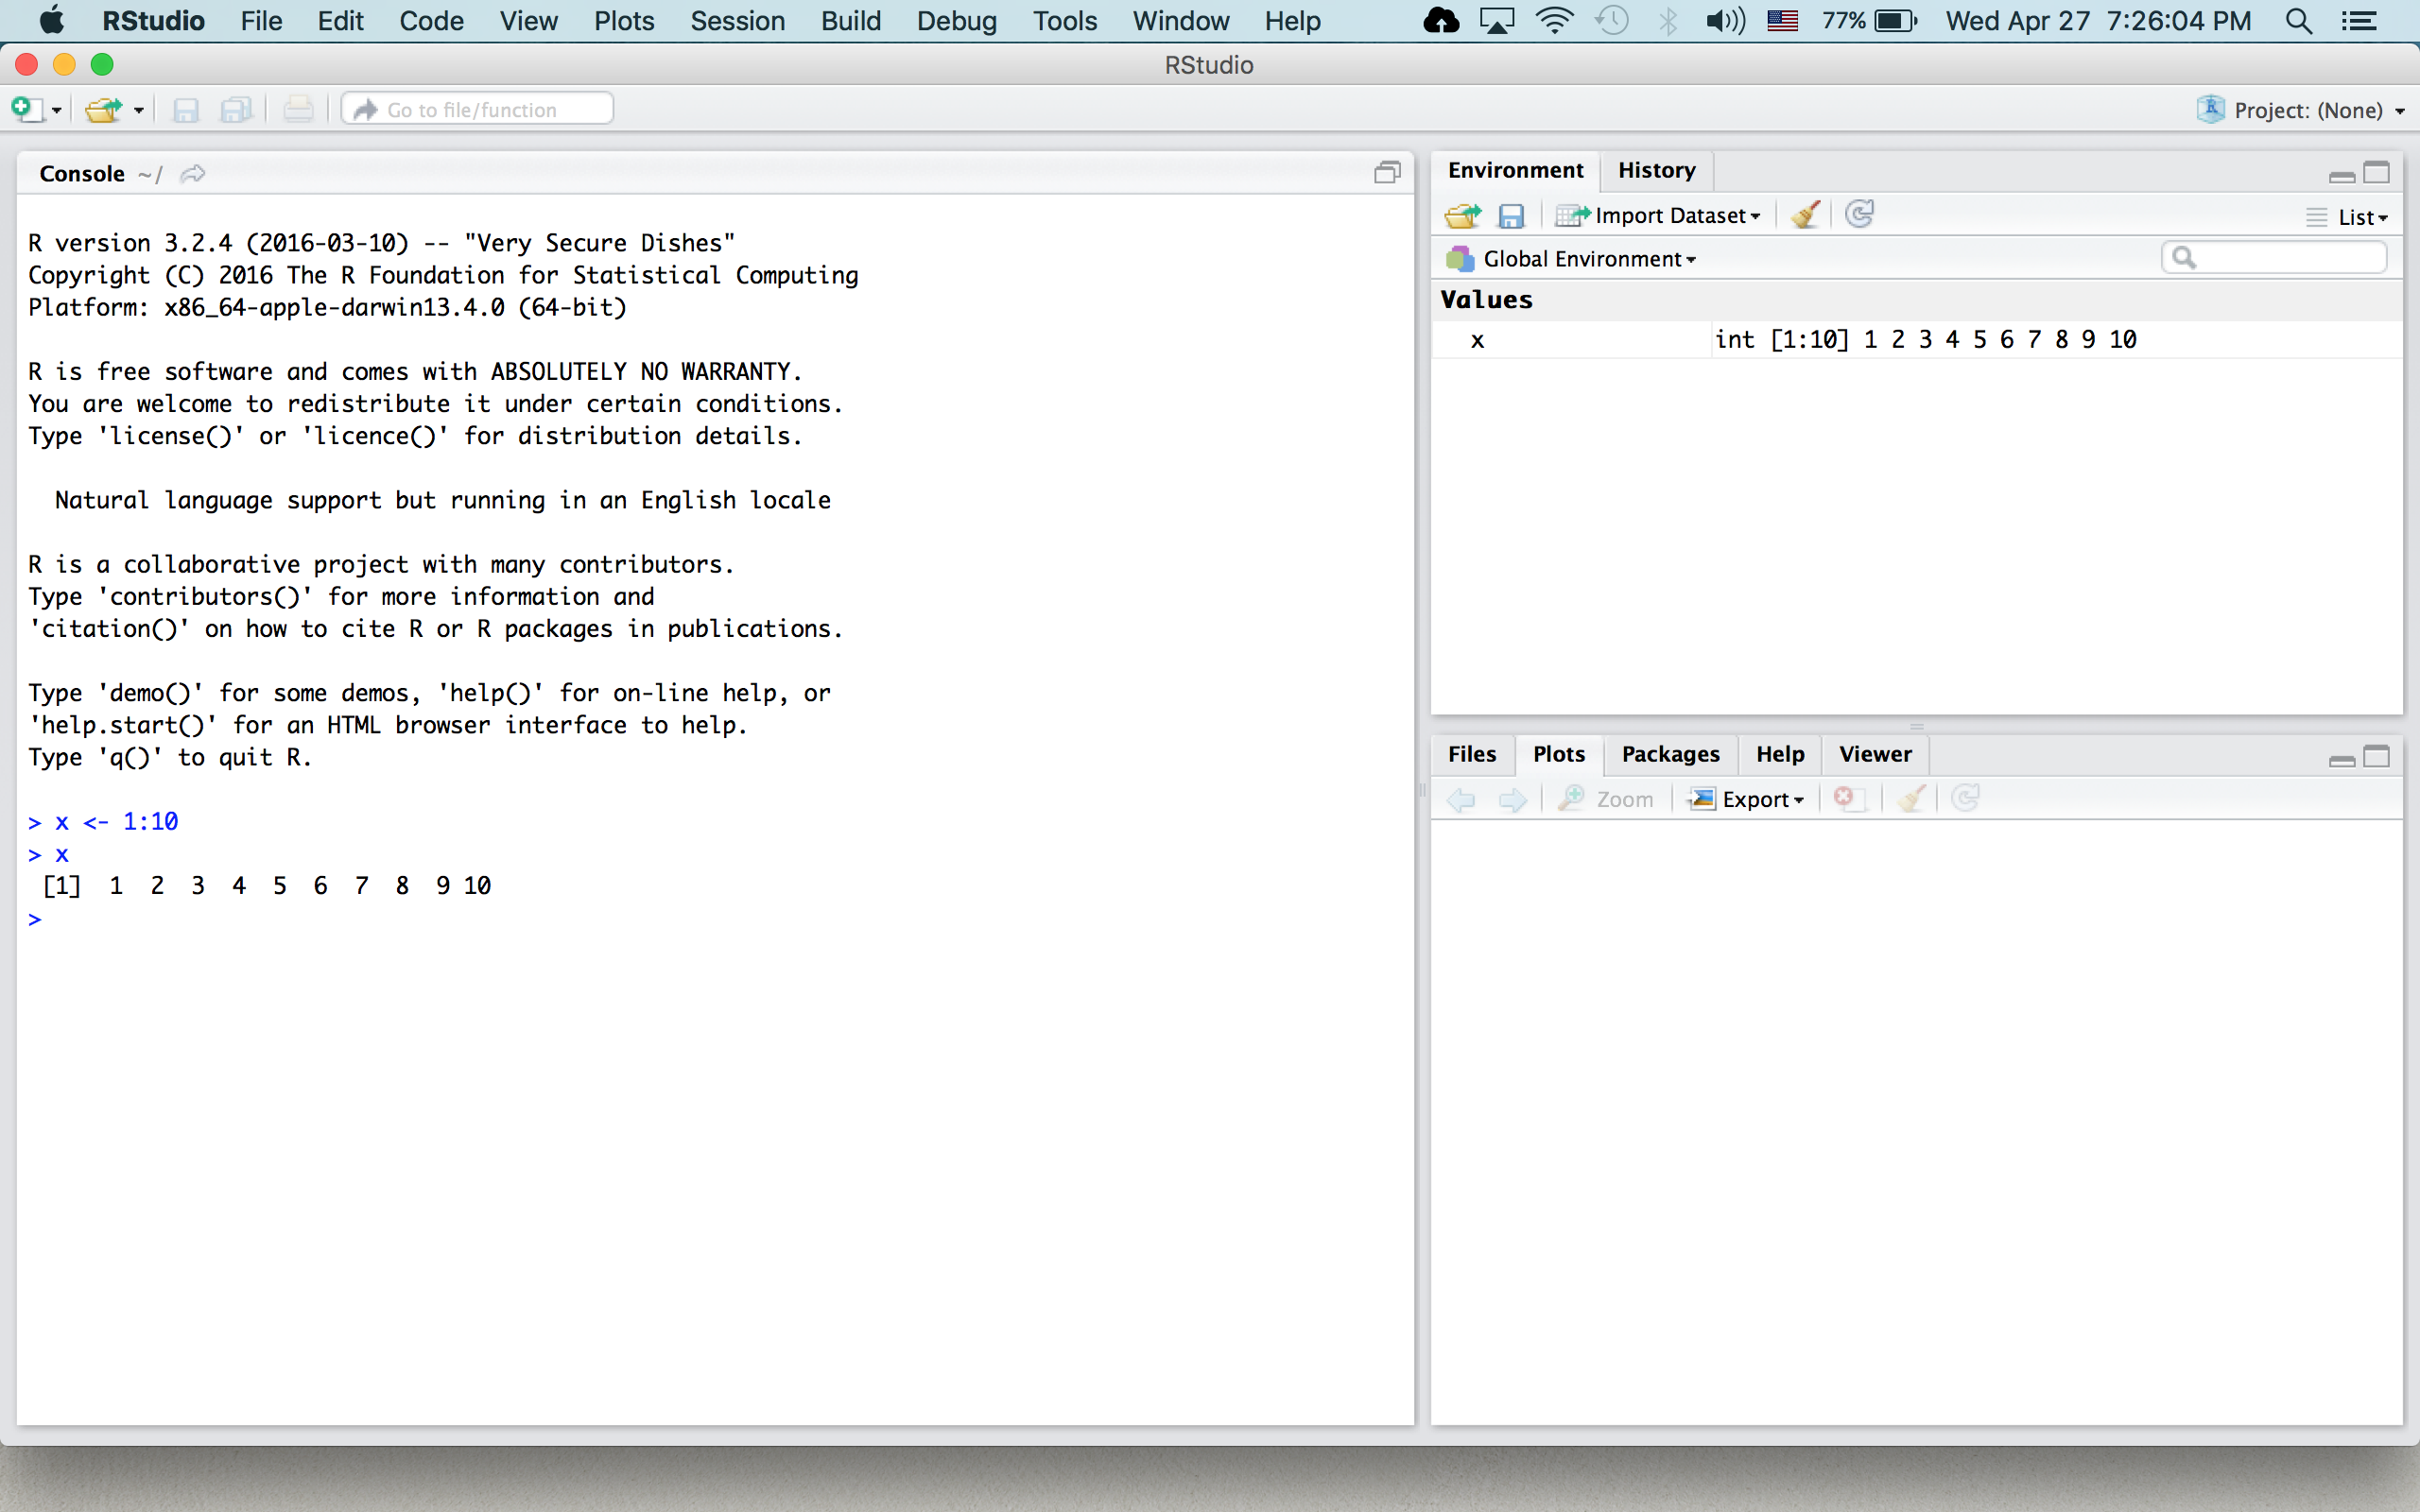 RStudio File Edit Code View Plots Session Build Debug Tools Window Help 77% Wed Apr 27 7:26:04 PM
RStudio
Go to file/function Project: (None)
Console ~/
R version 3.2.4 (2016-03-10) -- "Very Secure Dishes"
Copyright (C) 2016 The R Foundation for Statistical Computing
Platform: x86_64-apple-darwin13.4.0 (64-bit)
R is free software and comes with ABSOLUTELY NO WARRANTY.
You are welcome to redistribute it under certain conditions.
Type 'license()' or 'licence()' for distribution details.
Natural language support but running in an English locale
R is a collaborative project with many contributors.
Type 'contributors()' for more information and
'citation()' on how to cite R or R packages in publications.
Type 'demo()' for some demos, 'help()' for on-line help, or
'help.start()' for an HTML browser interface to help.
Type 'q()' to quit R.
> x <- 1:10
> x
[1] 1 2 3 4 5 6 7 8 9 10
>
Environment History
Import Dataset List
Global Environment
Values
x int [1:10] 1 2 3 4 5 6 7 8 9 10
Files Plots Packages Help Viewer
Zoom Export